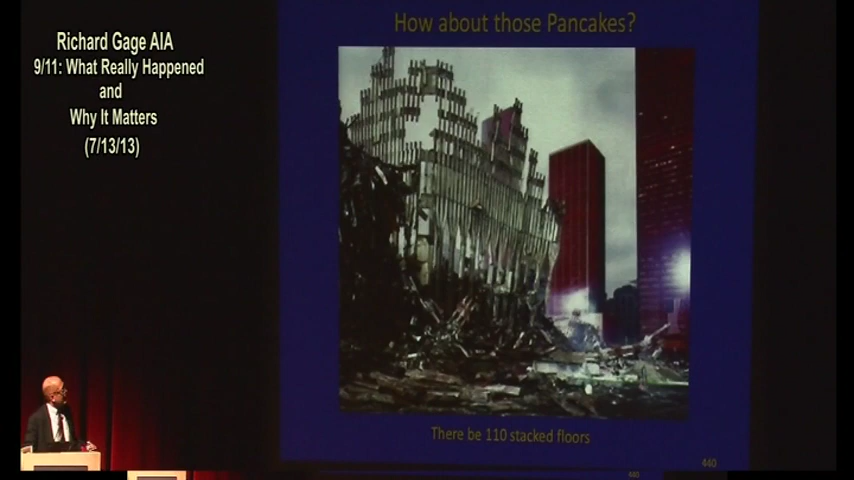 Richard Gage AIA
9/11: What Really Happened
and
Why It Matters
(7/13/13)
How about those Pancakes?
There be 110 stacked floors
440
440